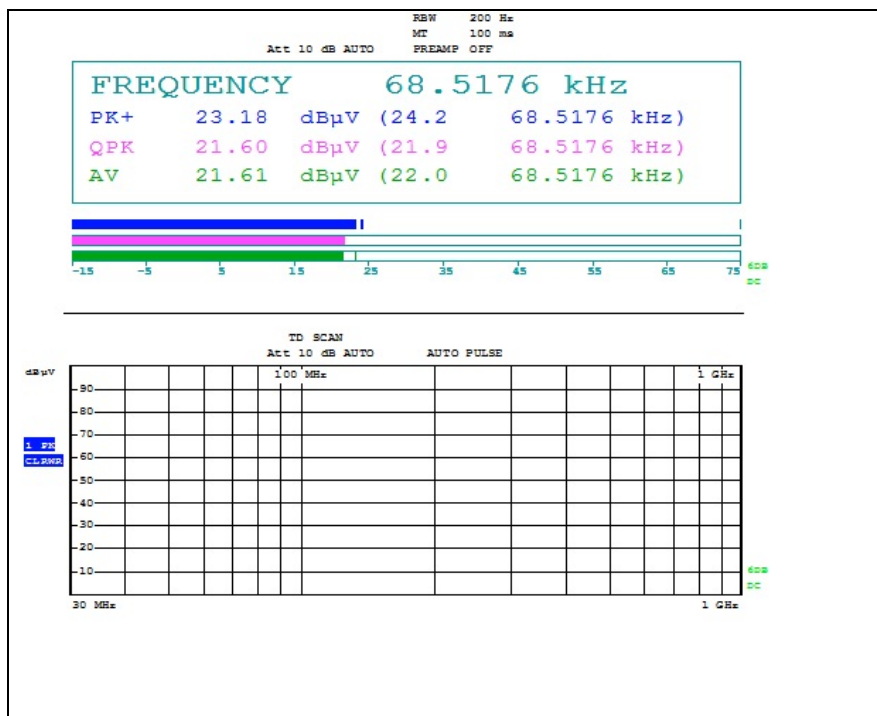 RBW 200 Hz
MT 100 ms
Att 10 dB AUTO PREAMP OFF
FREQUENCY 68.5176 kHz
PK+ 23.18 dBµV (24.2 68.5176 kHz)
QPK 21.60 dBµV (21.9 68.5176 kHz)
AV 21.61 dBµV (22.0 68.5176 kHz)
-15 -5 5 15 25 35 45 55 65 75
6DB
DC
TD SCAN
Att 10 dB AUTO AUTO PULSE
dBµV
100 MHz 1 GHz
90
80
70
1 PK
CLRWR
60
50
40
30
20
10
6DB
DC
30 MHz 1 GHz